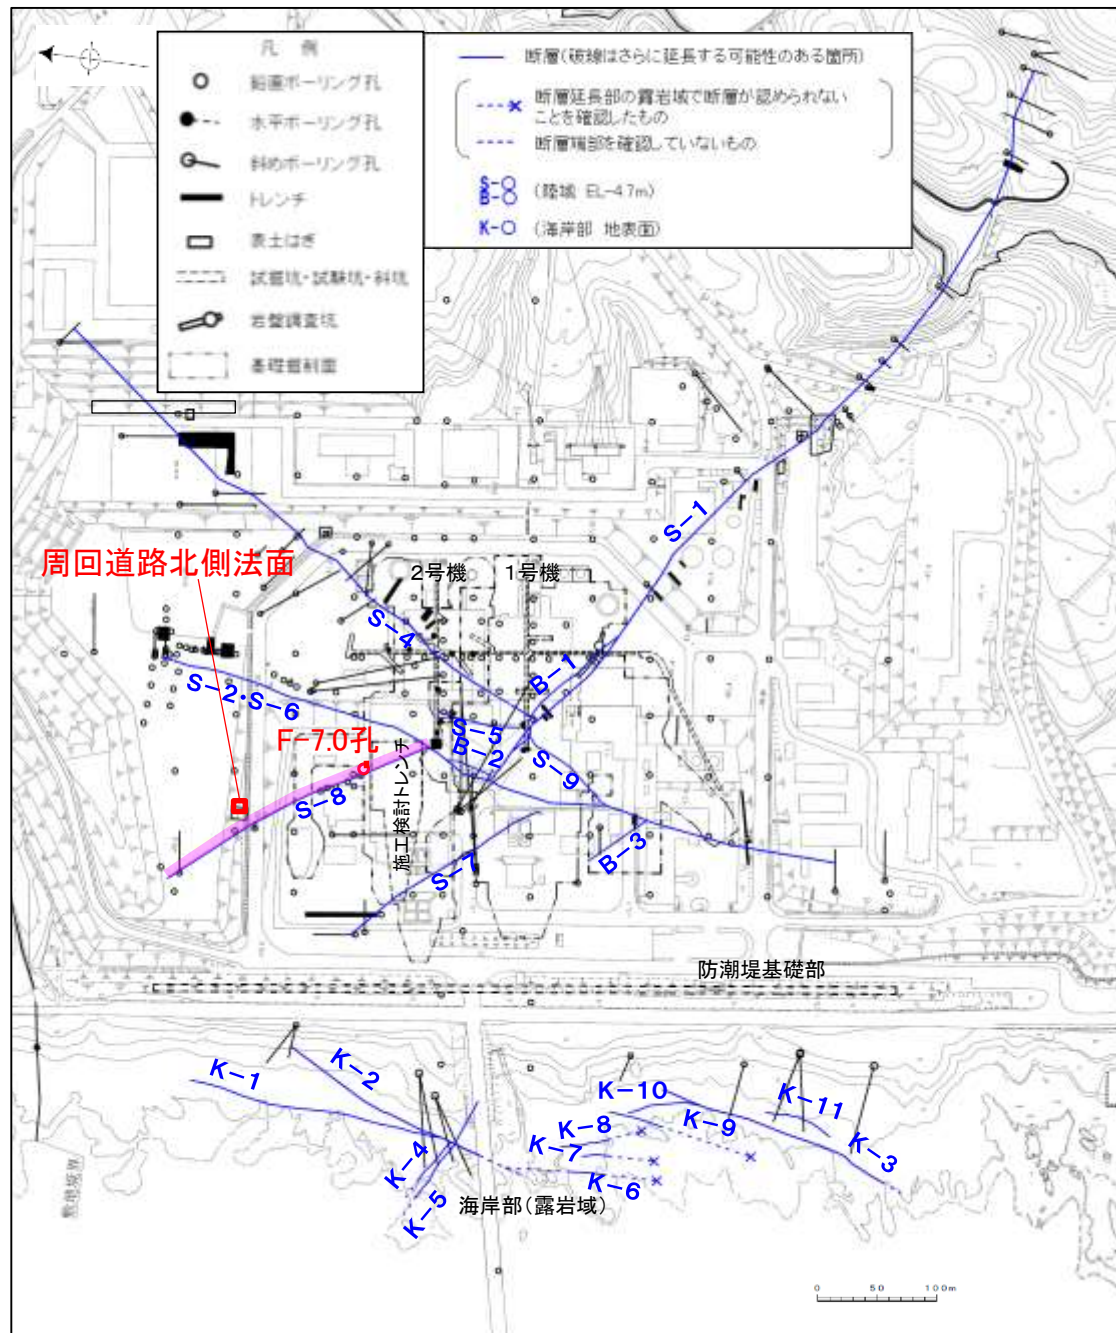 凡 例
鉛直ボーリング孔
水平ボーリング孔
斜めボーリング孔
トレンチ
表土はぎ
試掘坑・試験坑・斜坑
岩盤調査坑
基礎掘削面
断層(破線はさらに延長する可能性のある箇所)
断層延長部の露岩域で断層が認められない
ことを確認したもの
断層端部を確認していないもの
S-○
B-○
(陸域 EL-4.7m)
K-○
(海岸部 地表面)
S-1
周回道路北側法面
2号機
1号機
S-4
B-1
S-2・S-6
S-5
B-2
F-7.0孔
S-9
S-8
施工検討トレンチ
S-7
B-3
防潮堤基礎部
K-2
K-1
K-10
K-11
K-8
K-9
K-7
K-3
K-4
K-6
K-5
海岸部(露岩域)
敷地境界
0 50 100m